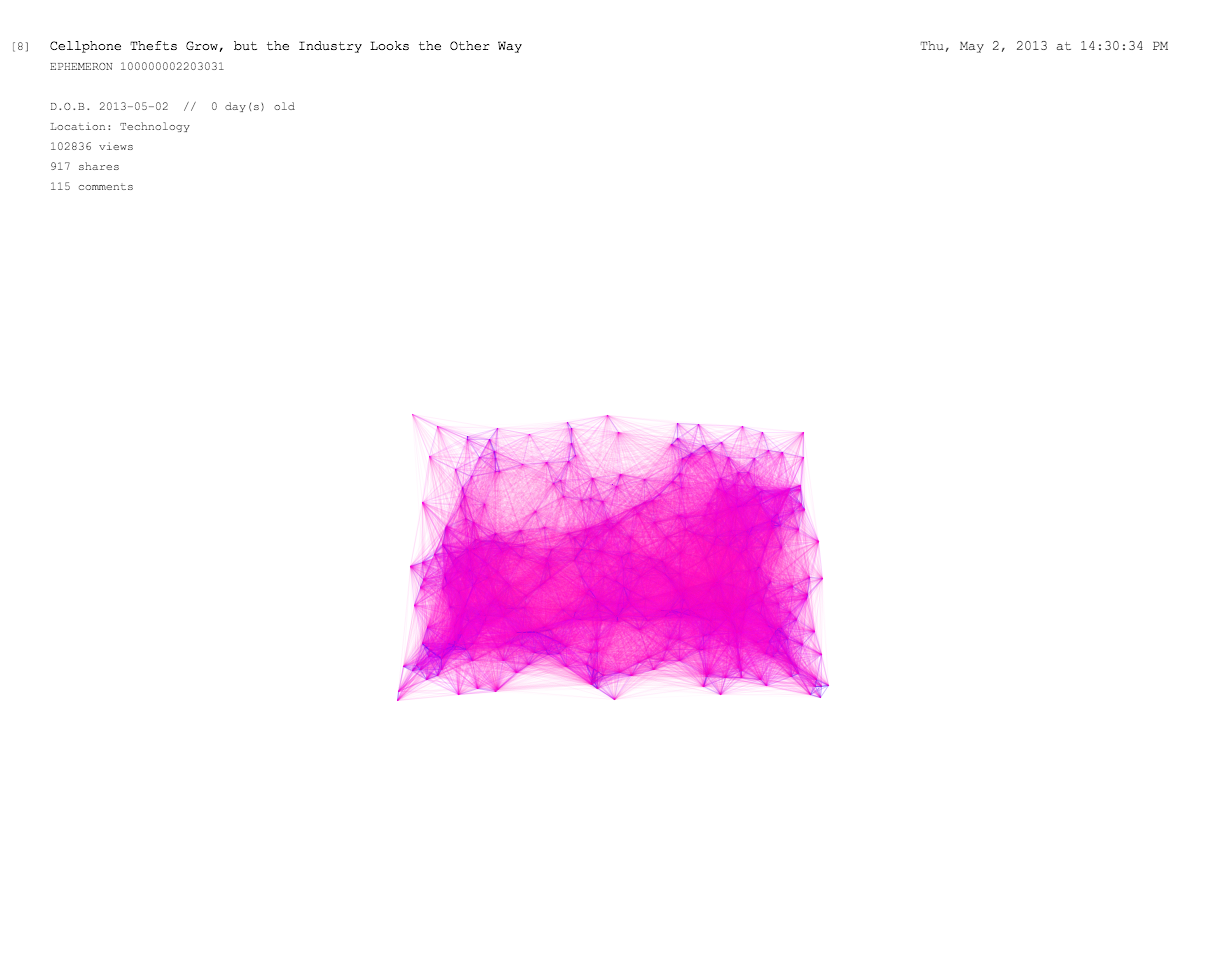 [8] Cellphone Thefts Grow, but the Industry Looks the Other Way Thu, May 2, 2013 at 14:30:34 PM
EPHEMERON 100000002203031
D.O.B. 2013-05-02 // 0 day(s) old
Location: Technology
102836 views
917 shares
115 comments